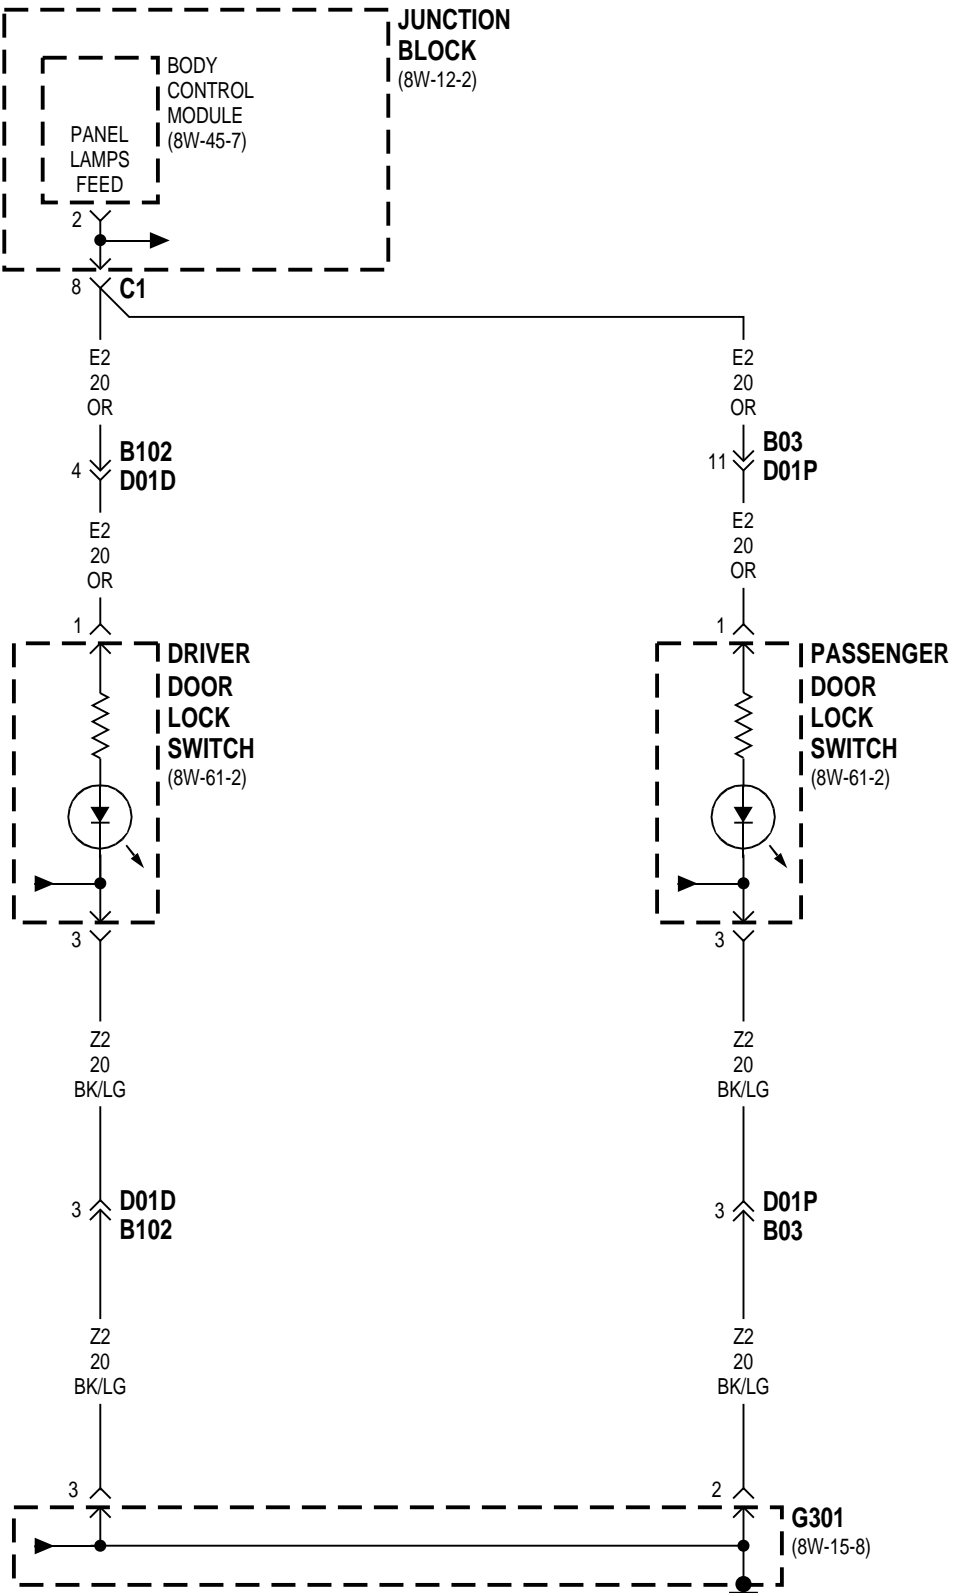 JUNCTION
BLOCK
(8W-12-2)
BODY
CONTROL
MODULE
(8W-45-7)
PANEL
LAMPS
FEED
2
8 C1
E2
20
OR
E2
20
OR
4 B102
D01D
11 B03
D01P
E2
20
OR
E2
20
OR
1
DRIVER
DOOR
LOCK
SWITCH
(8W-61-2)
1
PASSENGER
DOOR
LOCK
SWITCH
(8W-61-2)
3
3
Z2
20
BK/LG
Z2
20
BK/LG
3 D01D
B102
3 D01P
B03
Z2
20
BK/LG
Z2
20
BK/LG
3
2
G301
(8W-15-8)